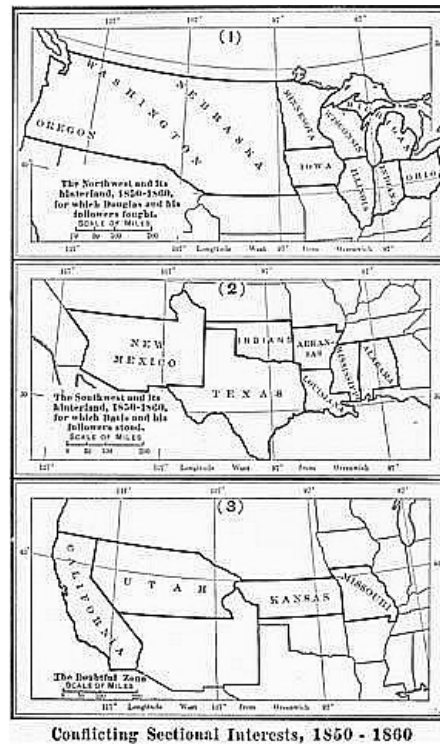 (1)
WASHINGTON
NEBRASKA
OREGON
MINNESOTA
WISCONSIN
IOWA
ILLINOIS
INDIANA
OHIO
The Northwest and its
hinterland, 1850-1860,
for which Douglas and his
followers fought.
SCALE OF MILES
Longitude West from Greenwich
(2)
NEW
MEXICO
INDIANS
ARKAN-
SAS
TEXAS
LOUISIANA
MISSISSIPPI
ALABAMA
The Southwest and its
hinterland, 1850-1860,
for which Davis and his
followers stood.
SCALE OF MILES
Longitude West from Greenwich
(3)
CALIFORNIA
UTAH
KANSAS
MISSOURI
The Doubtful Zone
SCALE OF MILES
Longitude West from Greenwich
Conflicting Sectional Interests, 1850 - 1860